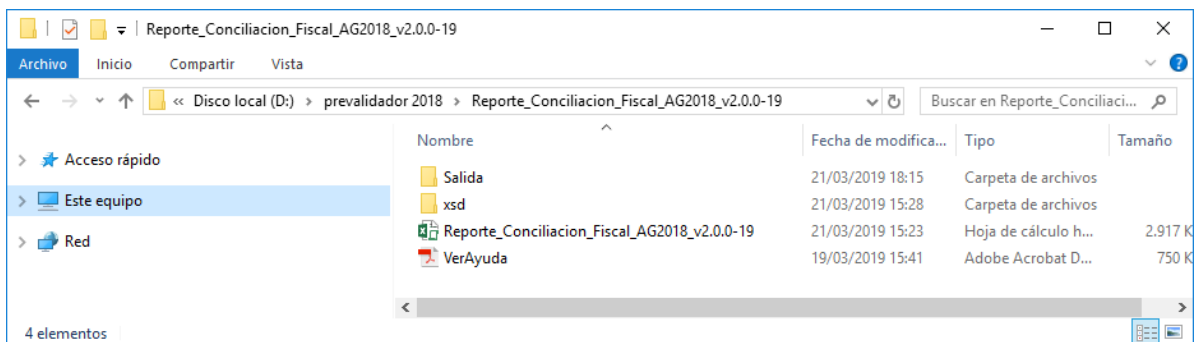 Reporte_Conciliacion_Fiscal_AG2018_v2.0.0-19
Archivo Inicio Compartir Vista
« Disco local (D:) › prevalidador 2018 › Reporte_Conciliacion_Fiscal_AG2018_v2.0.0-19 Buscar en Reporte_Conciliaci...
Nombre Fecha de modifica... Tipo Tamaño
Acceso rápido
Este equipo
Red
Salida 21/03/2019 18:15 Carpeta de archivos
xsd 21/03/2019 15:28 Carpeta de archivos
Reporte_Conciliacion_Fiscal_AG2018_v2.0.0-19 21/03/2019 15:23 Hoja de cálculo h... 2.917 K
VerAyuda 19/03/2019 15:41 Adobe Acrobat D... 750 K
4 elementos